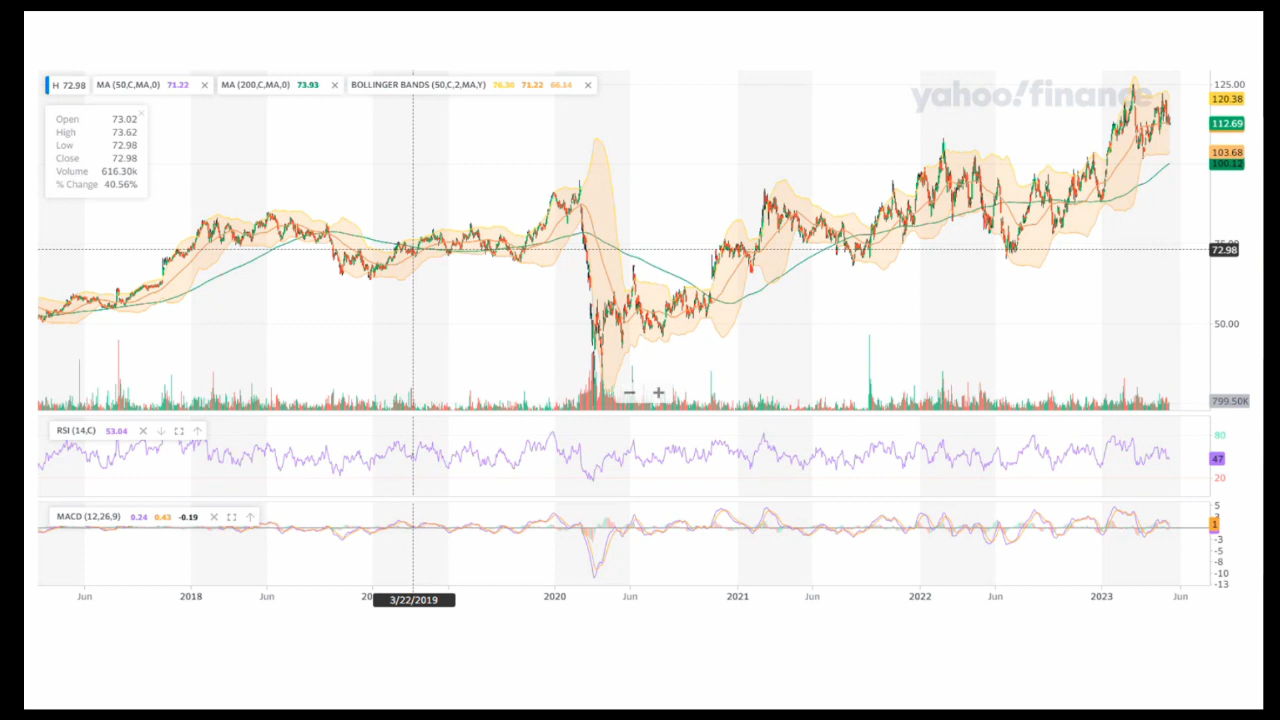 yahoo!finance
H 72.98 MA (50,C,MA,0) 71.22 MA (200,C,MA,0) 73.93 BOLLINGER BANDS (50,C,2,MA,Y) 76.30 71.22 66.14
Open 73.02
High 73.62
Low 72.98
Close 72.98
Volume 616.30k
% Change 40.56%
125.00
120.38
112.69
103.68
100.12
75.00
72.98
50.00
799.50K
RSI (14,C) 53.04
80
47
20
MACD (12,26,9) 0.24 0.43 -0.19
5
3
1
-3
-5
-8
-10
-13
Jun 2018 Jun 2020 Jun 2021 Jun 2022 Jun 2023 Jun
3/22/2019